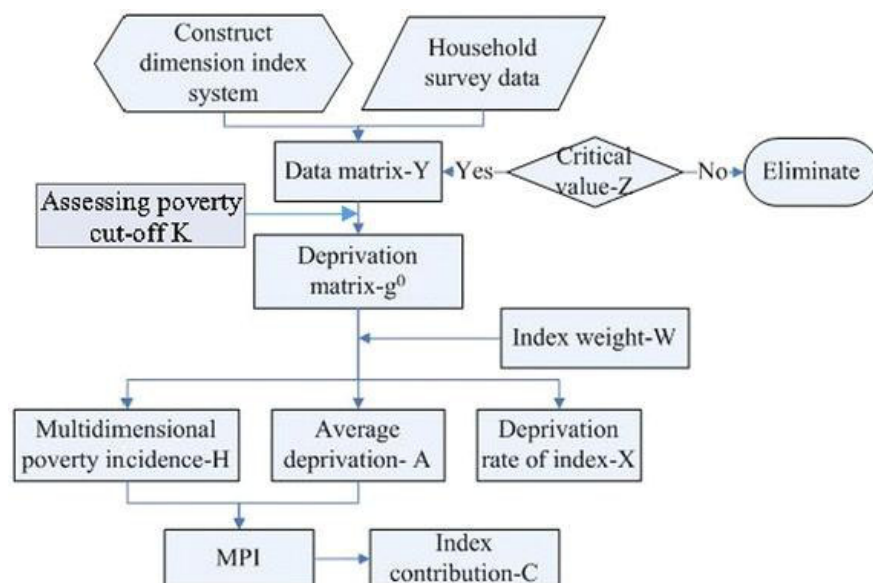 Construct
dimension index
system
Household
survey data
Data matrix-Y
Yes
Critical
value-Z
No
Eliminate
Assessing poverty
cut-off K
Deprivation
matrix-g⁰
Index weight-W
Multidimensional
poverty incidence-H
Average
deprivation- A
Deprivation
rate of index-X
MPI
Index
contribution-C